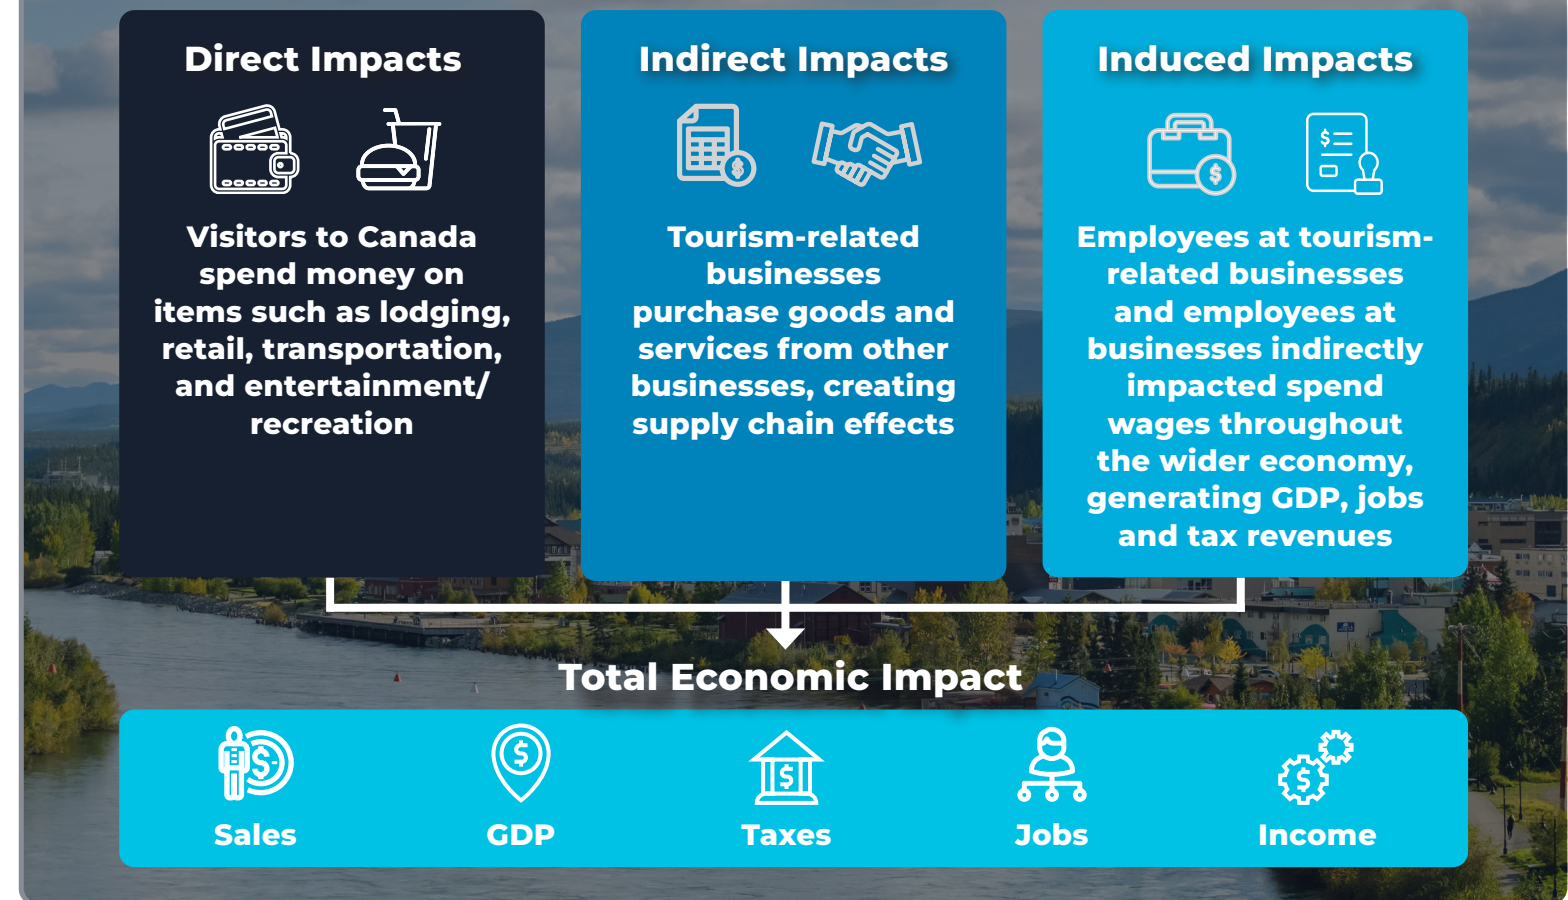 Direct Impacts
Visitors to Canada
spend money on
items such as lodging,
retail, transportation,
and entertainment/
recreation
Indirect Impacts
Tourism-related
businesses
purchase goods and
services from other
businesses, creating
supply chain effects
Induced Impacts
Employees at tourism-
related businesses
and employees at
businesses indirectly
impacted spend
wages throughout
the wider economy,
generating GDP, jobs
and tax revenues
Total Economic Impact
Sales
GDP
Taxes
Jobs
Income